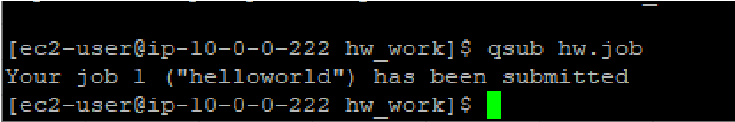 [ec2-user@ip-10-0-0-222 hw_work]$ qsub hw.job
Your job 1 ("helloworld") has been submitted
[ec2-user@ip-10-0-0-222 hw_work]$